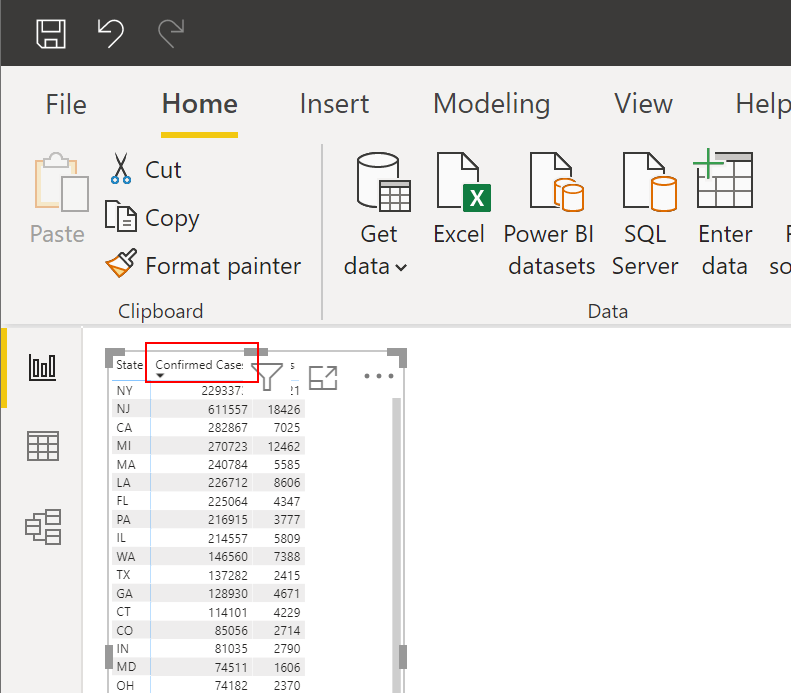 File Home Insert Modeling View Help
Paste
Cut
Copy
Format painter
Clipboard
Get data
Excel
Power BI datasets
SQL Server
Enter data
Data
State Confirmed Cases
NY 229337
NJ 611557 18426
CA 282867 7025
MI 270723 12462
MA 240784 5585
LA 226712 8606
FL 225064 4347
PA 216915 3777
IL 214557 5809
WA 146560 7388
TX 137282 2415
GA 128930 4671
CT 114101 4229
CO 85056 2714
IN 81035 2790
MD 74511 1606
OH 74182 2370